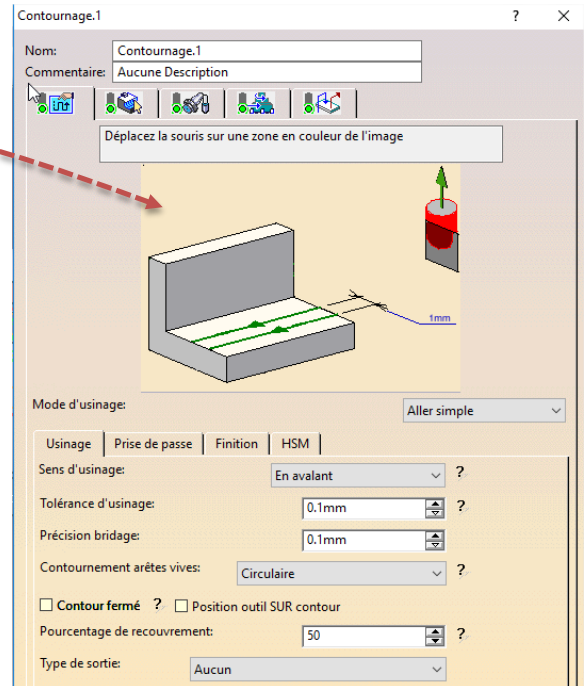 Contournage.1 ? ×
Nom: Contournage.1
Commentaire: Aucune Description
Déplacez la souris sur une zone en couleur de l'image
1mm
Mode d'usinage: Aller simple
Usinage Prise de passe Finition HSM
Sens d'usinage: En avalant ?
Tolérance d'usinage: 0.1mm ?
Précision bridage: 0.1mm
Contournement arêtes vives: Circulaire ?
Contour fermé ? Position outil SUR contour
Pourcentage de recouvrement: 50 ?
Type de sortie: Aucun